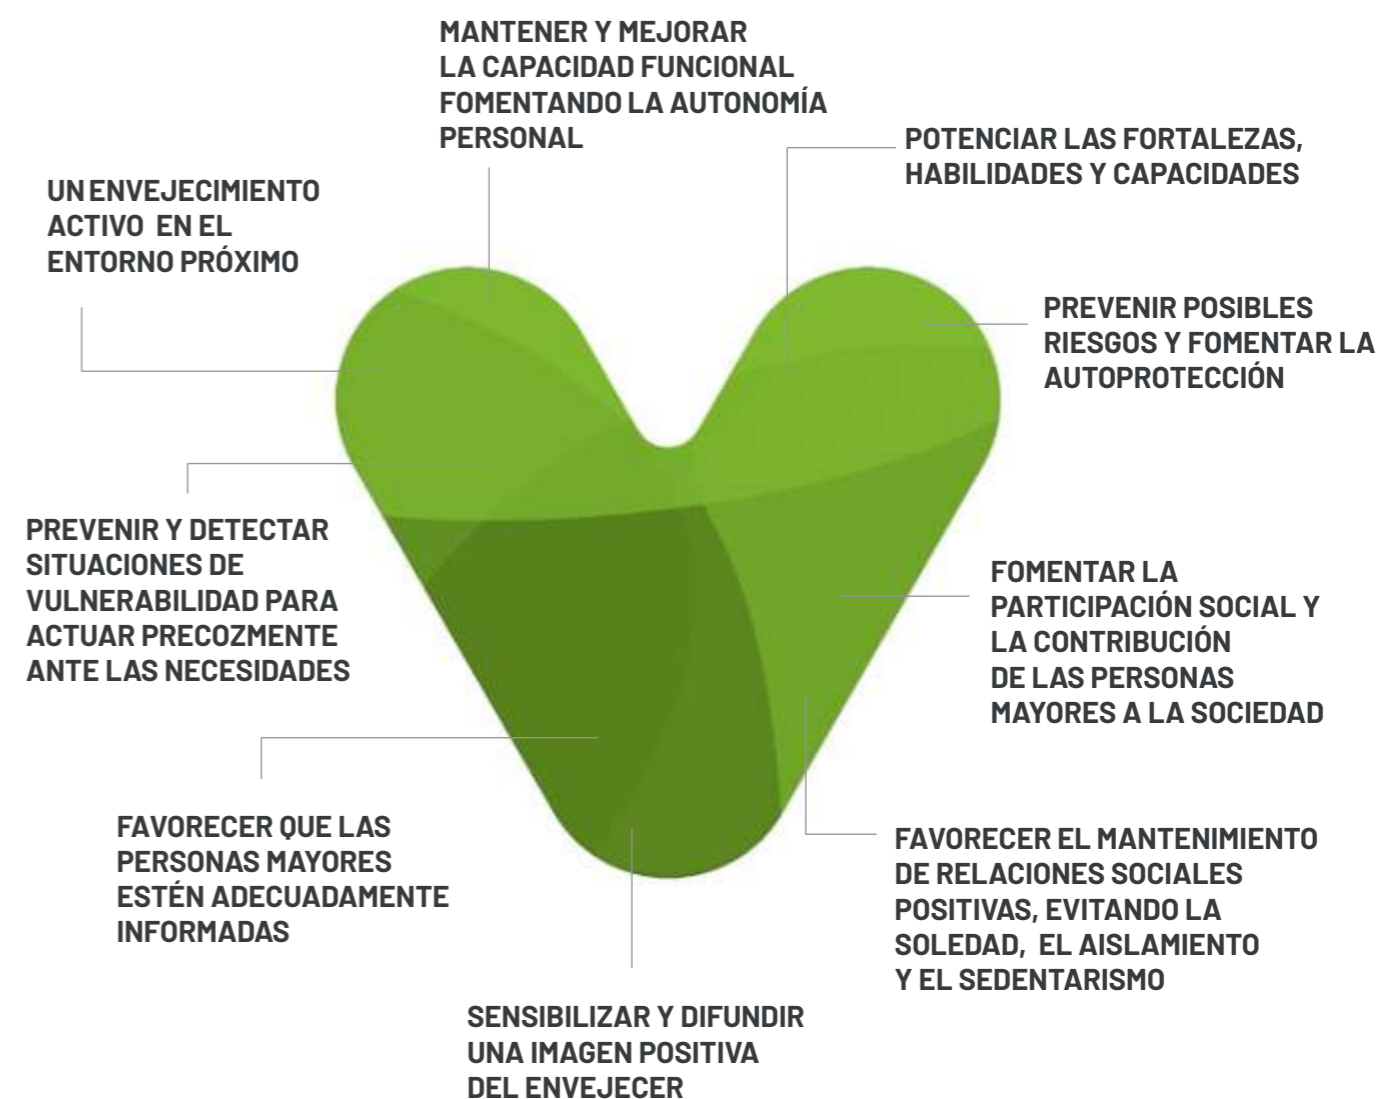 MANTENER Y MEJORAR
LA CAPACIDAD FUNCIONAL
FOMENTANDO LA AUTONOMÍA
PERSONAL
POTENCIAR LAS FORTALEZAS,
HABILIDADES Y CAPACIDADES
UN ENVEJECIMIENTO
ACTIVO EN EL
ENTORNO PRÓXIMO
PREVENIR POSIBLES
RIESGOS Y FOMENTAR LA
AUTOPROTECCIÓN
PREVENIR Y DETECTAR
SITUACIONES DE
VULNERABILIDAD PARA
ACTUAR PRECOZMENTE
ANTE LAS NECESIDADES
FOMENTAR LA
PARTICIPACIÓN SOCIAL Y
LA CONTRIBUCIÓN
DE LAS PERSONAS
MAYORES A LA SOCIEDAD
FAVORECER QUE LAS
PERSONAS MAYORES
ESTÉN ADECUADAMENTE
INFORMADAS
FAVORECER EL MANTENIMIENTO
DE RELACIONES SOCIALES
POSITIVAS, EVITANDO LA
SOLEDAD, EL AISLAMIENTO
Y EL SEDENTARISMO
SENSIBILIZAR Y DIFUNDIR
UNA IMAGEN POSITIVA
DEL ENVEJECER